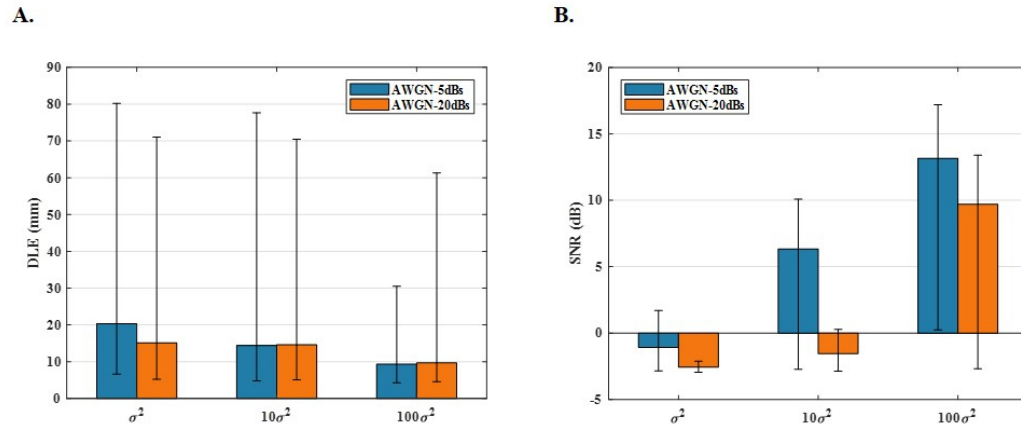 A.
B.
90
80
70
60
50
40
30
20
10
0
DLE (mm)
AWGN-5dBs
AWGN-20dBs
σ²
10σ²
100σ²
20
15
10
5
0
-5
SNR (dB)
AWGN-5dBs
AWGN-20dBs
σ²
10σ²
100σ²